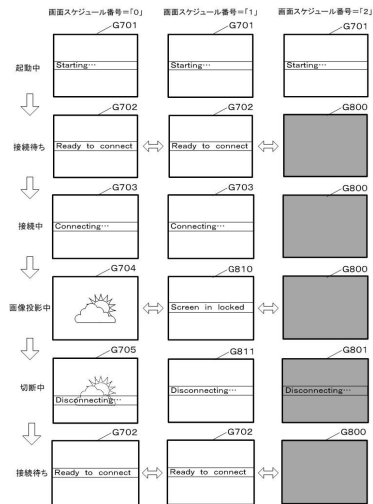 画面スケジュール番号=「0」 画面スケジュール番号=「1」 画面スケジュール番号=「2」
G701 G701 G701
起動中 Starting… Starting… Starting…
G702 G702 G800
接続待ち Ready to connect Ready to connect
G703 G703 G800
接続中 Connecting… Connecting…
G704 G810 G800
画像投影中 Screen in locked
G705 G811 G801
切断中 Disconnecting… Disconnecting… Disconnecting…
G702 G702 G800
接続待ち Ready to connect Ready to connect